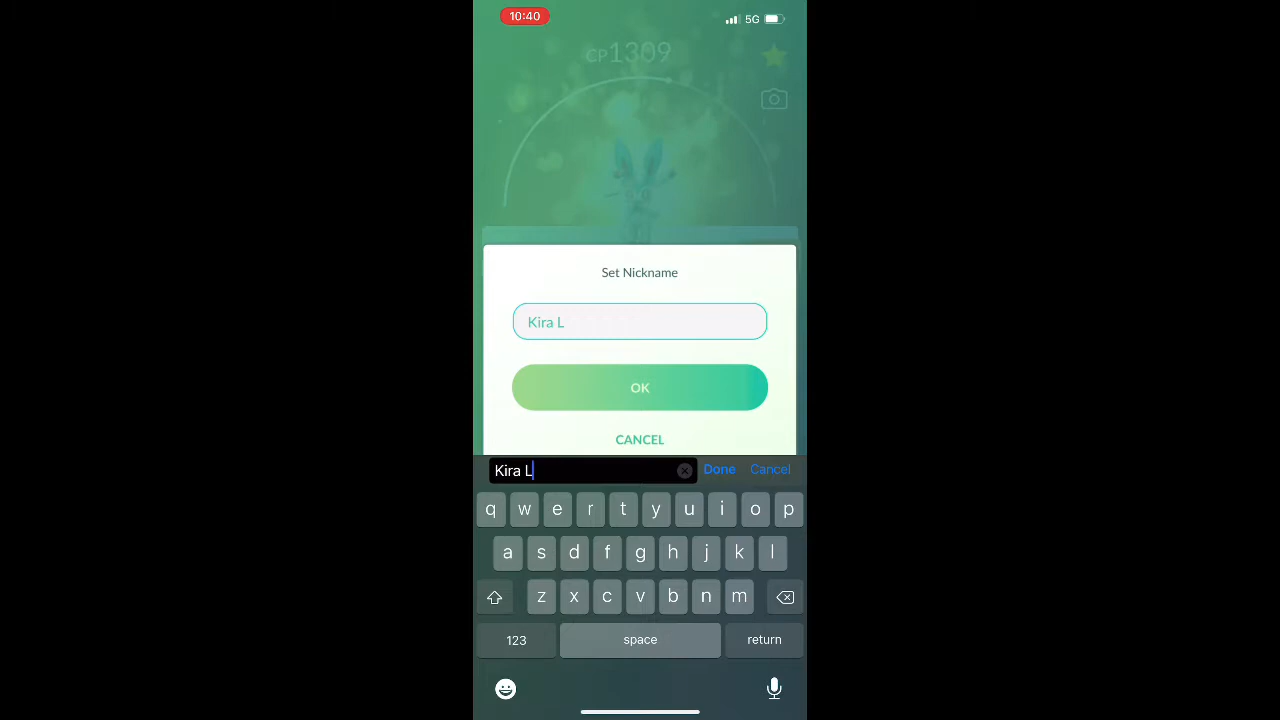 10:40
5G
CP1309
Set Nickname
Kira L
OK
CANCEL
Kira L
Done
Cancel
q w e r t y u i o p
a s d f g h j k l
z x c v b n m
123
space
return